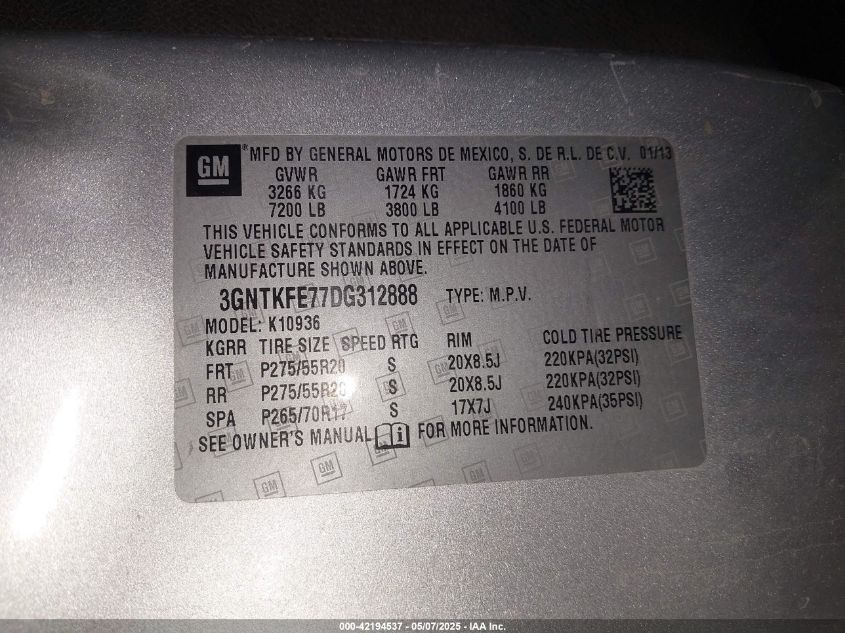 GM ® MFD BY GENERAL MOTORS DE MEXICO, S. DE R.L. DE C.V. 01/13
GVWR GAWR FRT GAWR RR
3266 KG 1724 KG 1860 KG
7200 LB 3800 LB 4100 LB
THIS VEHICLE CONFORMS TO ALL APPLICABLE U.S. FEDERAL MOTOR
VEHICLE SAFETY STANDARDS IN EFFECT ON THE DATE OF
MANUFACTURE SHOWN ABOVE.
3GNTKFE77DG312888 TYPE: M.P.V.
MODEL: K10936
KGRR TIRE SIZE SPEED RTG RIM COLD TIRE PRESSURE
FRT P275/55R20 S 20X8.5J 220KPA(32PSI)
RR P275/55R20 S 20X8.5J 220KPA(32PSI)
SPA P265/70R17 S 17X7J 240KPA(35PSI)
SEE OWNER'S MANUAL i FOR MORE INFORMATION.
000-42194537 - 05/07/2025 - IAA Inc.